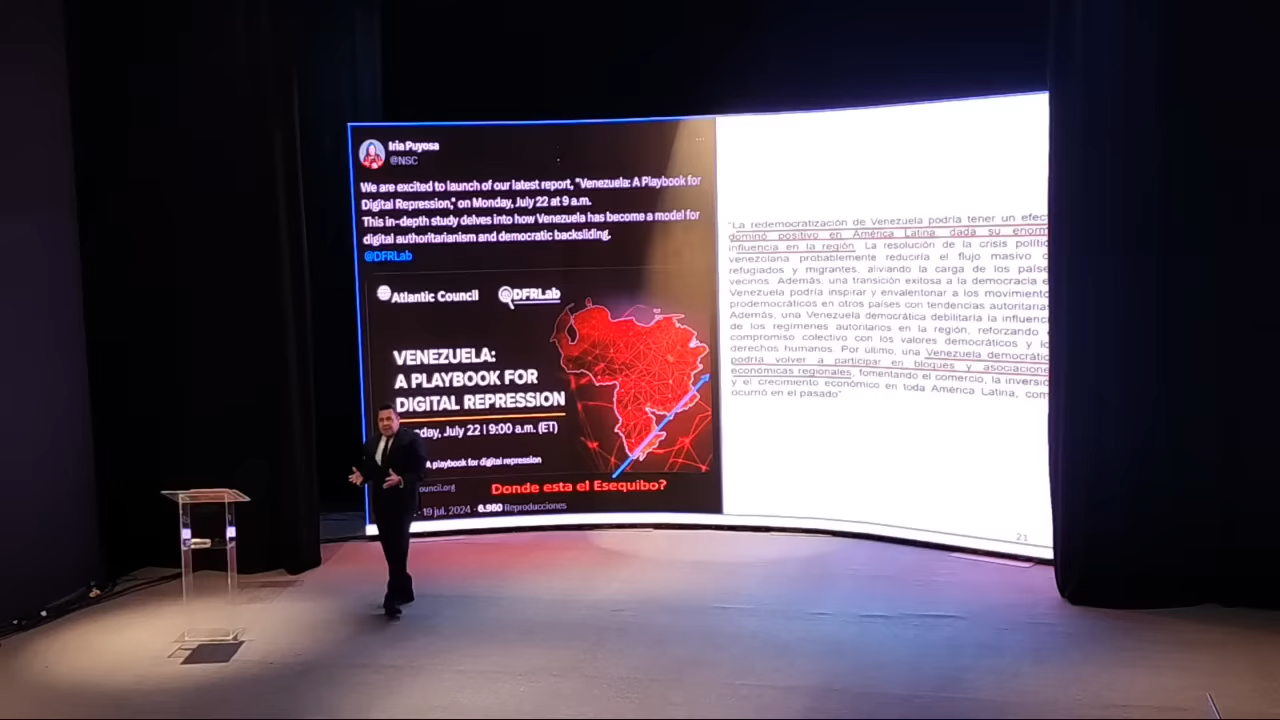 Iria Puyosa
@NSC
We are excited to launch of our latest report, "Venezuela: A Playbook for
Digital Repression," on Monday, July 22 at 9 a.m.
This in-depth study delves into how Venezuela has become a model for
digital authoritarianism and democratic backsliding.
@DFRLab
Atlantic Council
@DFRLab
VENEZUELA:
A PLAYBOOK FOR
DIGITAL REPRESSION
day, July 22 | 9:00 a.m. (ET)
A playbook for digital repression
ouncil.org
Donde esta el Esequibo?
· 19 jul. 2024 · 6.960 Reproducciones
"La redemocratización de Venezuela podría tener un efec
dominó positivo en América Latina, dada su enorm
influencia en la región. La resolución de la crisis polític
venezolana probablemente reduciría el flujo masivo d
refugiados y migrantes, aliviando la carga de los paíse
vecinos. Además, una transición exitosa a la democracia e
Venezuela podría inspirar y envalentonar a los movimiento
prodemocráticos en otros países con tendencias autoritaria
Además, una Venezuela democrática debilitaría la influenc
de los regímenes autoritarios en la región, reforzando e
compromiso colectivo con los valores democráticos y lo
derechos humanos. Por último, una Venezuela democrátic
podría volver a participar en bloques y asociacione
económicas regionales, fomentando el comercio, la inversió
y el crecimiento económico en toda América Latina, com
ocurrió en el pasado"
21